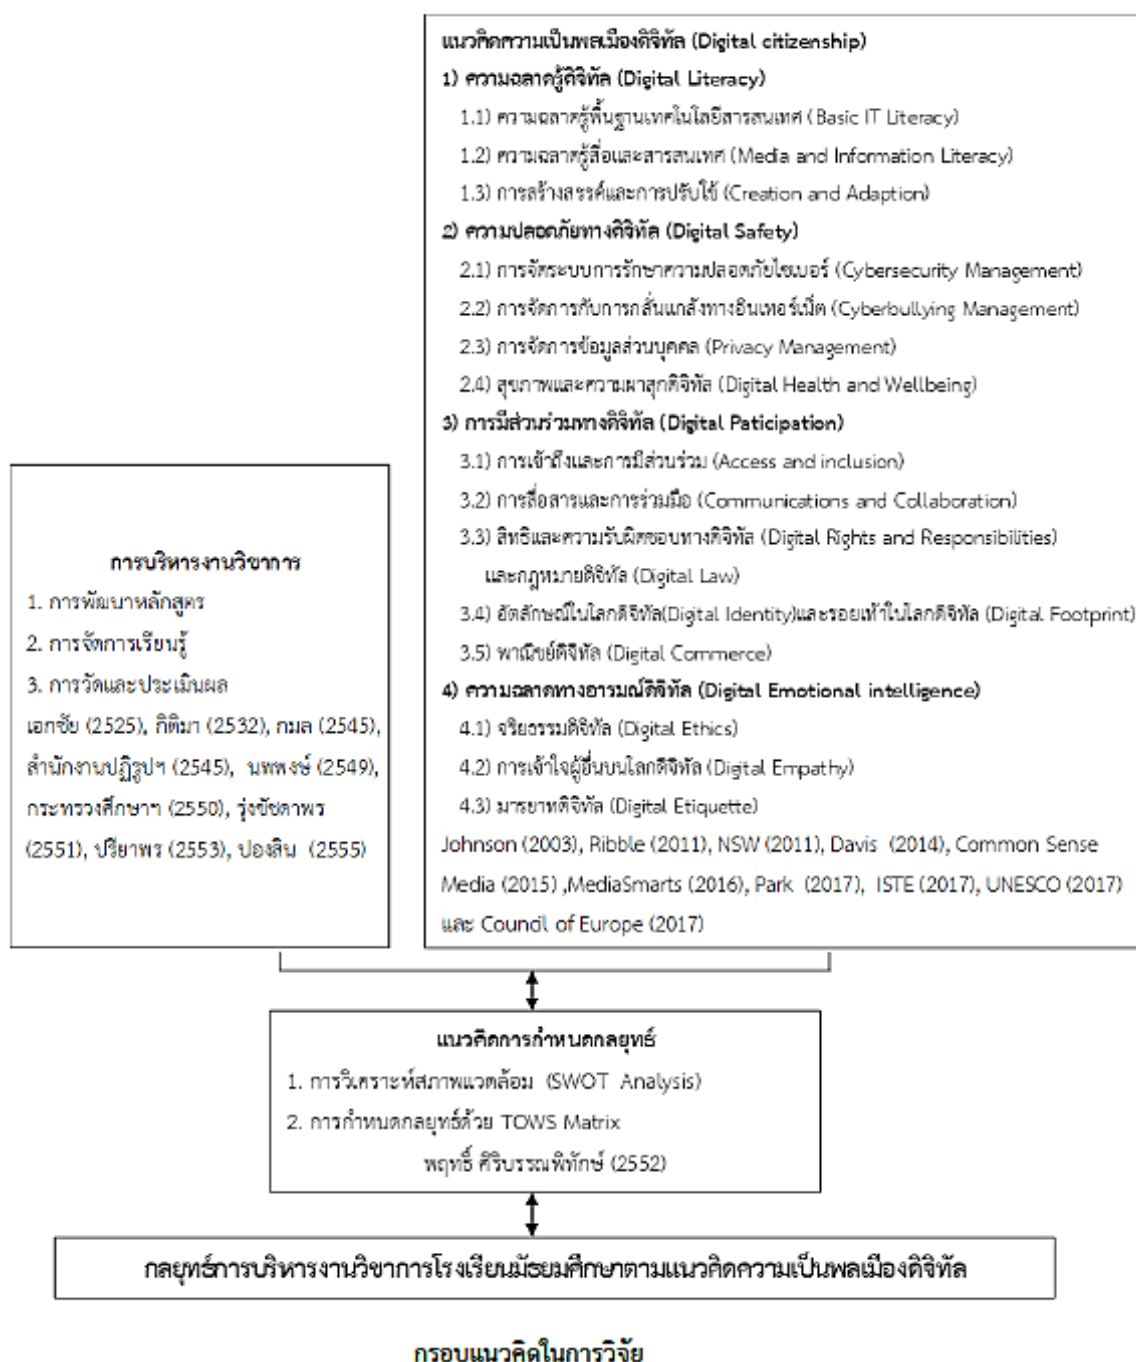 แนวคิดความเป็นพลเมืองดิจิทัล (Digital citizenship)
1) ความฉลาดรู้ดิจิทัล (Digital Literacy)
1.1) ความฉลาดรู้พื้นฐานเทคโนโลยีสารสนเทศ (Basic IT Literacy)
1.2) ความฉลาดรู้สื่อและสารสนเทศ (Media and Information Literacy)
1.3) การสร้างสรรค์และการปรับใช้ (Creation and Adaption)
2) ความปลอดภัยทางดิจิทัล (Digital Safety)
2.1) การจัดระบบการรักษาความปลอดภัยไซเบอร์ (Cybersecurity Management)
2.2) การจัดการกับการกลั่นแกล้งทางอินเทอร์เน็ต (Cyberbullying Management)
2.3) การจัดการข้อมูลส่วนบุคคล (Privacy Management)
2.4) สุขภาพและความผาสุกดิจิทัล (Digital Health and Wellbeing)
3) การมีส่วนร่วมทางดิจิทัล (Digital Paticipation)
3.1) การเข้าถึงและการมีส่วนร่วม (Access and inclusion)
3.2) การสื่อสารและการร่วมมือ (Communications and Collaboration)
3.3) สิทธิและความรับผิดชอบทางดิจิทัล (Digital Rights and Responsibilities)
และกฎหมายดิจิทัล (Digital Law)
3.4) อัตลักษณ์ในโลกดิจิทัล(Digital Identity)และรอยเท้าในโลกดิจิทัล (Digital Footprint)
3.5) พาณิชย์ดิจิทัล (Digital Commerce)
4) ความฉลาดทางอารมณ์ดิจิทัล (Digital Emotional intelligence)
4.1) จริยธรรมดิจิทัล (Digital Ethics)
4.2) การเข้าใจผู้อื่นบนโลกดิจิทัล (Digital Empathy)
4.3) มารยาทดิจิทัล (Digital Etiquette)
Johnson (2003), Ribble (2011), NSW (2011), Davis (2014), Common Sense
Media (2015) ,MediaSmarts (2016), Park (2017), ISTE (2017), UNESCO (2017)
และ Council of Europe (2017)
การบริหารงานวิชาการ
1. การพัฒนาหลักสูตร
2. การจัดการเรียนรู้
3. การวัดและประเมินผล
เอกชัย (2525), กิติมา (2532), กมล (2545),
สำนักงานปฏิรูปฯ (2545), นพพงษ์ (2549),
กระทรวงศึกษาฯ (2550), รุ่งชัชดาพร
(2551), ปรียาพร (2553), ปองสิน (2555)
แนวคิดการกำหนดกลยุทธ์
1. การวิเคราะห์สภาพแวดล้อม (SWOT Analysis)
2. การกำหนดกลยุทธ์ด้วย TOWS Matrix
พฤทธิ์ ศิริบรรณพิทักษ์ (2552)
กลยุทธ์การบริหารงานวิชาการโรงเรียนมัธยมศึกษาตามแนวคิดความเป็นพลเมืองดิจิทัล
กรอบแนวคิดในการวิจัย